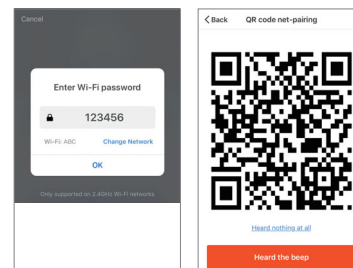 Cancel
Enter Wi-Fi password
123456
Wi-Fi: ABC
Change Network
OK
Only supported on 2.4GHz Wi-Fi networks
Back
QR code net-pairing
Heard nothing at all
Heard the beep